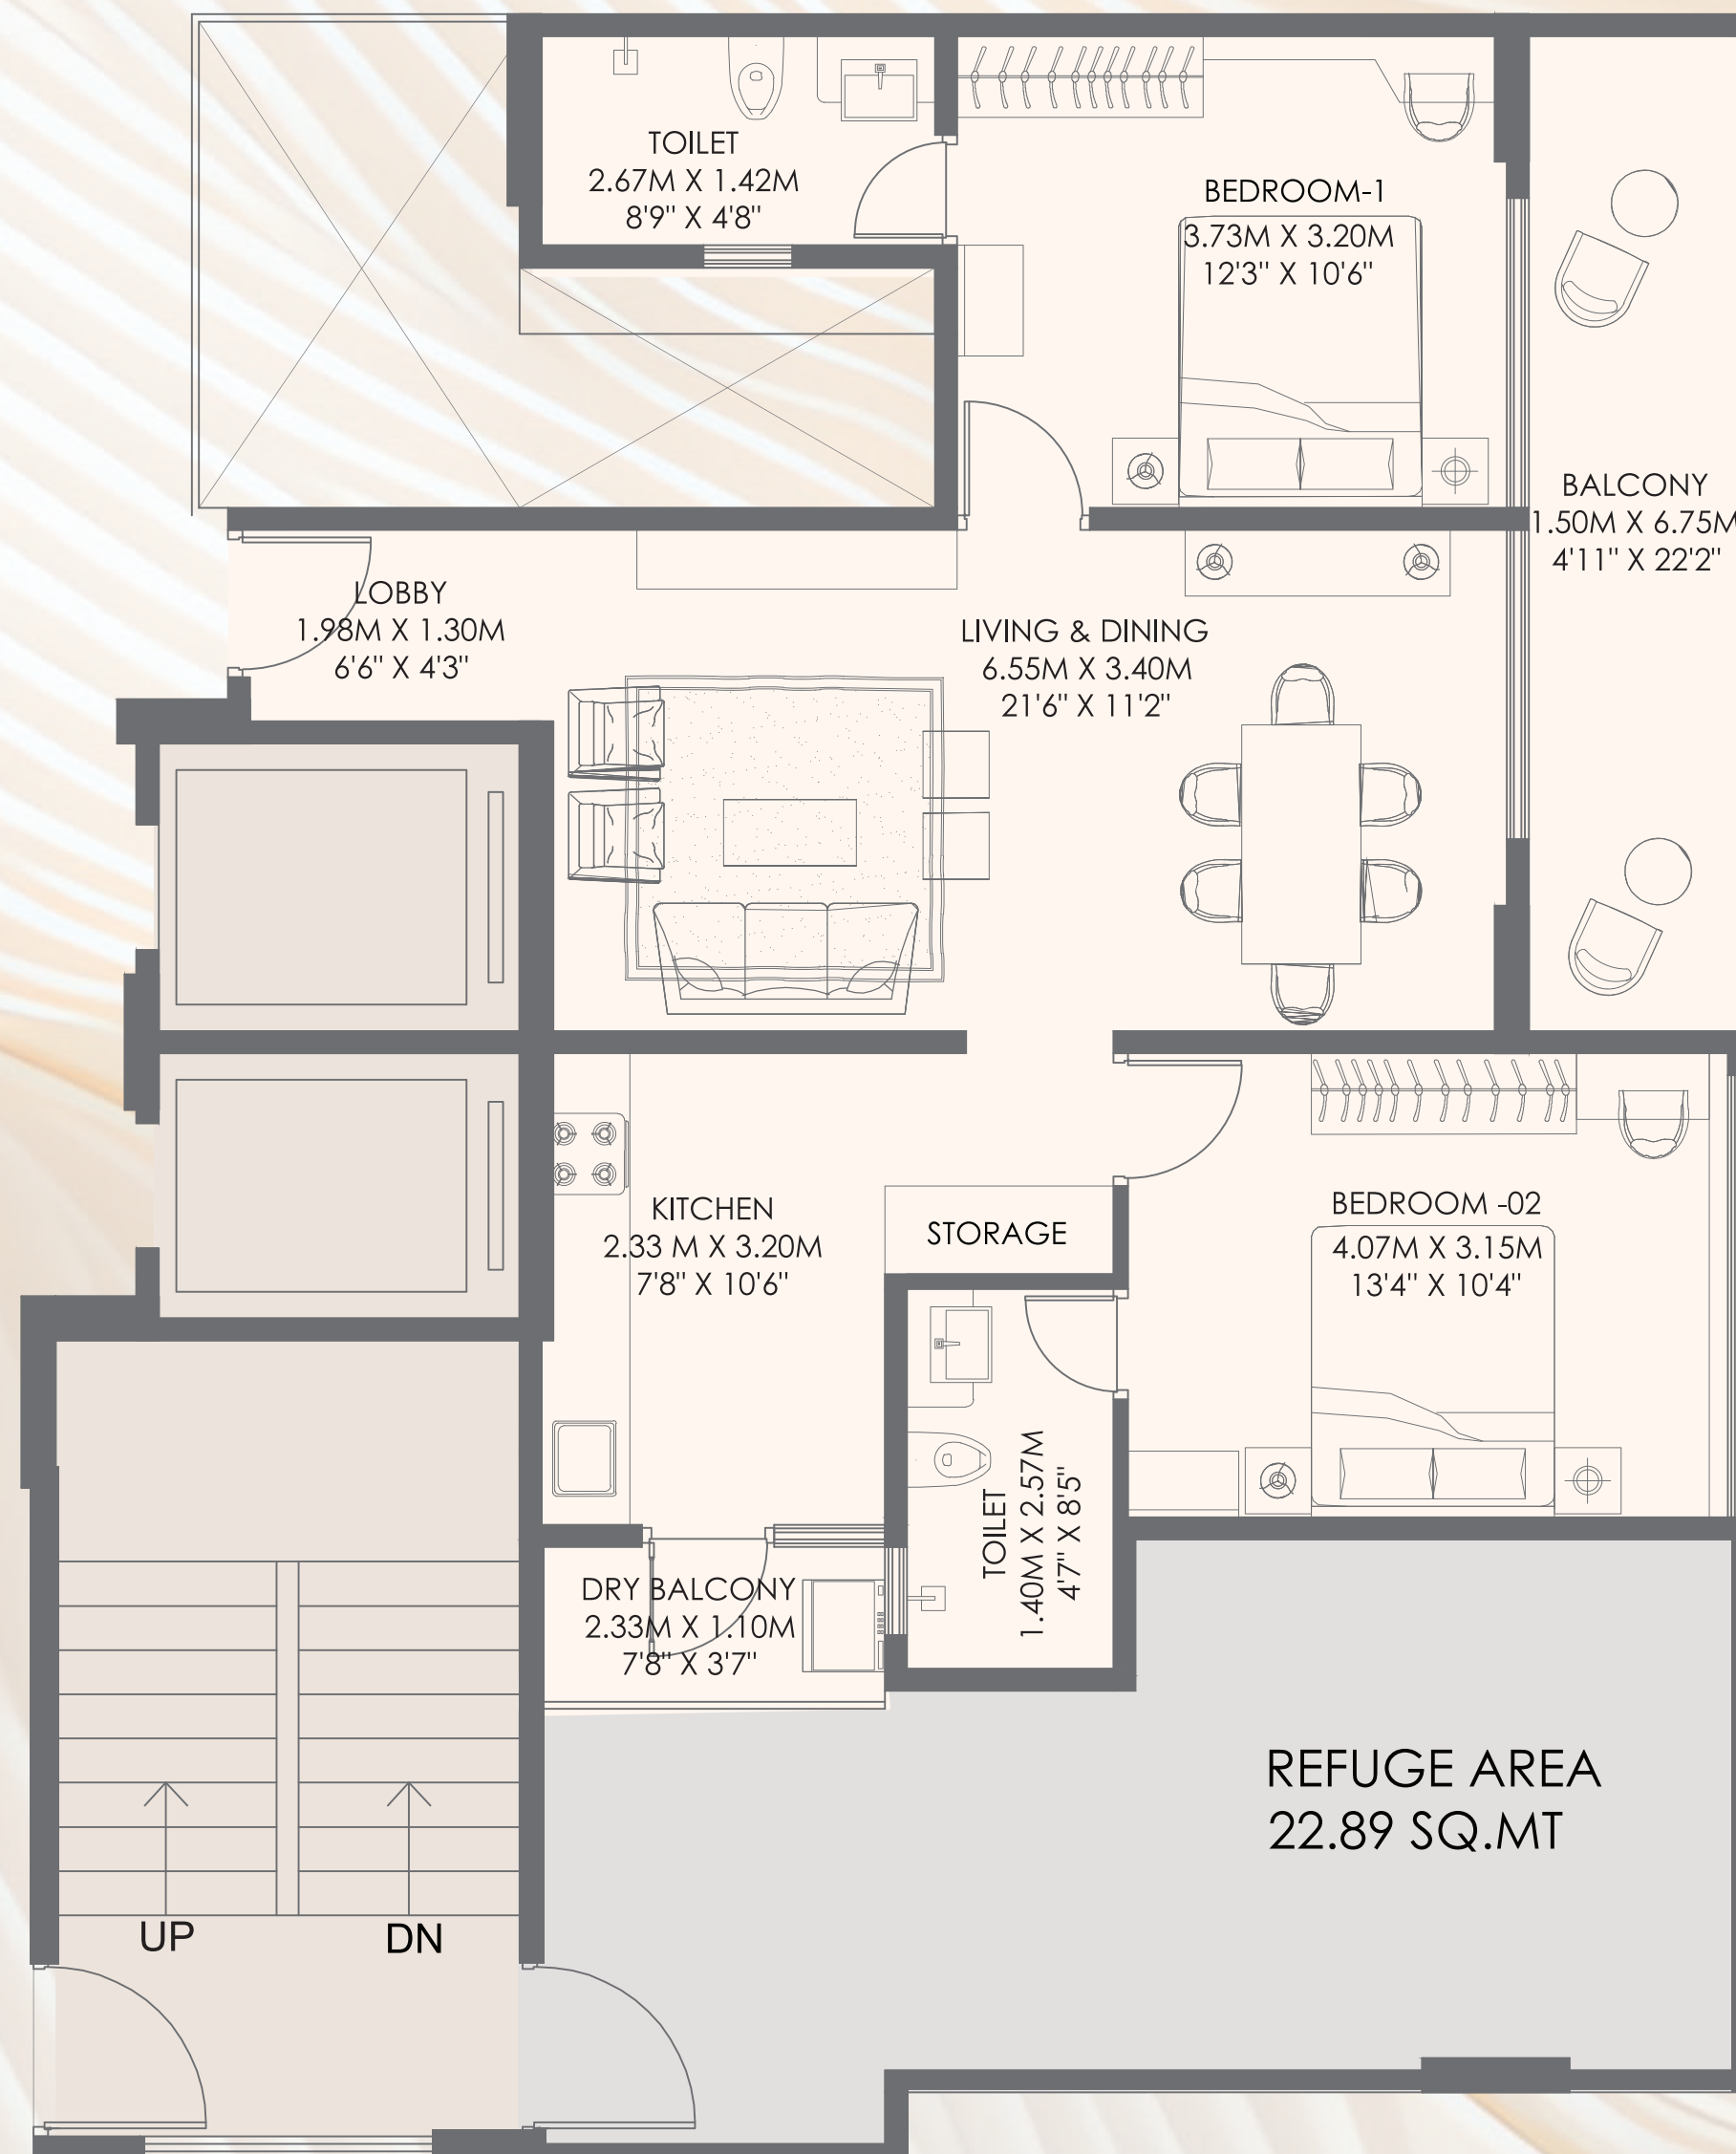 TOILET
2.67M X 1.42M
8'9" X 4'8"
BEDROOM-1
3.73M X 3.20M
12'3" X 10'6"
BALCONY
1.50M X 6.75M
4'11" X 22'2"
LOBBY
1.98M X 1.30M
6'6" X 4'3"
LIVING & DINING
6.55M X 3.40M
21'6" X 11'2"
KITCHEN
2.33 M X 3.20M
7'8" X 10'6"
STORAGE
BEDROOM -02
4.07M X 3.15M
13'4" X 10'4"
TOILET
1.40M X 2.57M
4'7" X 8'5"
DRY BALCONY
2.33M X 1.10M
7'8" X 3'7"
REFUGE AREA
22.89 SQ.MT
UP
DN